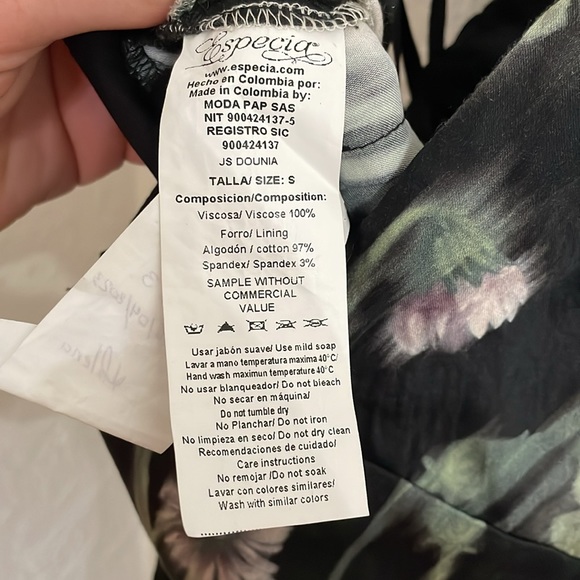 Especia
www.especia.com
Hecho en Colombia por:
Made in Colombia by:
MODA PAP SAS
NIT 900424137-5
REGISTRO SIC
900424137
JS DOUNIA
TALLA/ SIZE: S
Composicion/Composition:
Viscosa/ Viscose 100%
Forro/ Lining
Algodón / cotton 97%
Spandex/ Spandex 3%
SAMPLE WITHOUT
COMMERCIAL
VALUE
Usar jabón suave/ Use mild soap
Lavar a mano temperatura maxima 40°C/
Hand wash maximun temperature 40°C
No usar blanqueador/ Do not bleach
No secar en máquina/
Do not tumble dry
No Planchar/ Do not iron
No limpieza en seco/ Do not dry clean
Recomendaciones de cuidado/
Care instructions
No remojar /Do not soak
Lavar con colores similares/
Wash with similar colors